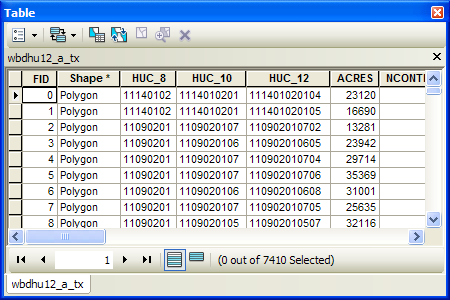 Table
wbdhu12_a_tx
FID Shape * HUC_8 HUC_10 HUC_12 ACRES NCONTI
0 Polygon 11140102 1114010201 111401020104 23120
1 Polygon 11140102 1114010201 111401020105 16690
2 Polygon 11090201 1109020107 110902010702 13281
3 Polygon 11090201 1109020106 110902010605 23942
4 Polygon 11090201 1109020107 110902010704 29714
5 Polygon 11090201 1109020107 110902010706 35369
6 Polygon 11090201 1109020106 110902010608 31001
7 Polygon 11090201 1109020107 110902010705 25635
8 Polygon 11090201 1109020105 110902010507 32116
1 (0 out of 7410 Selected)
wbdhu12_a_tx